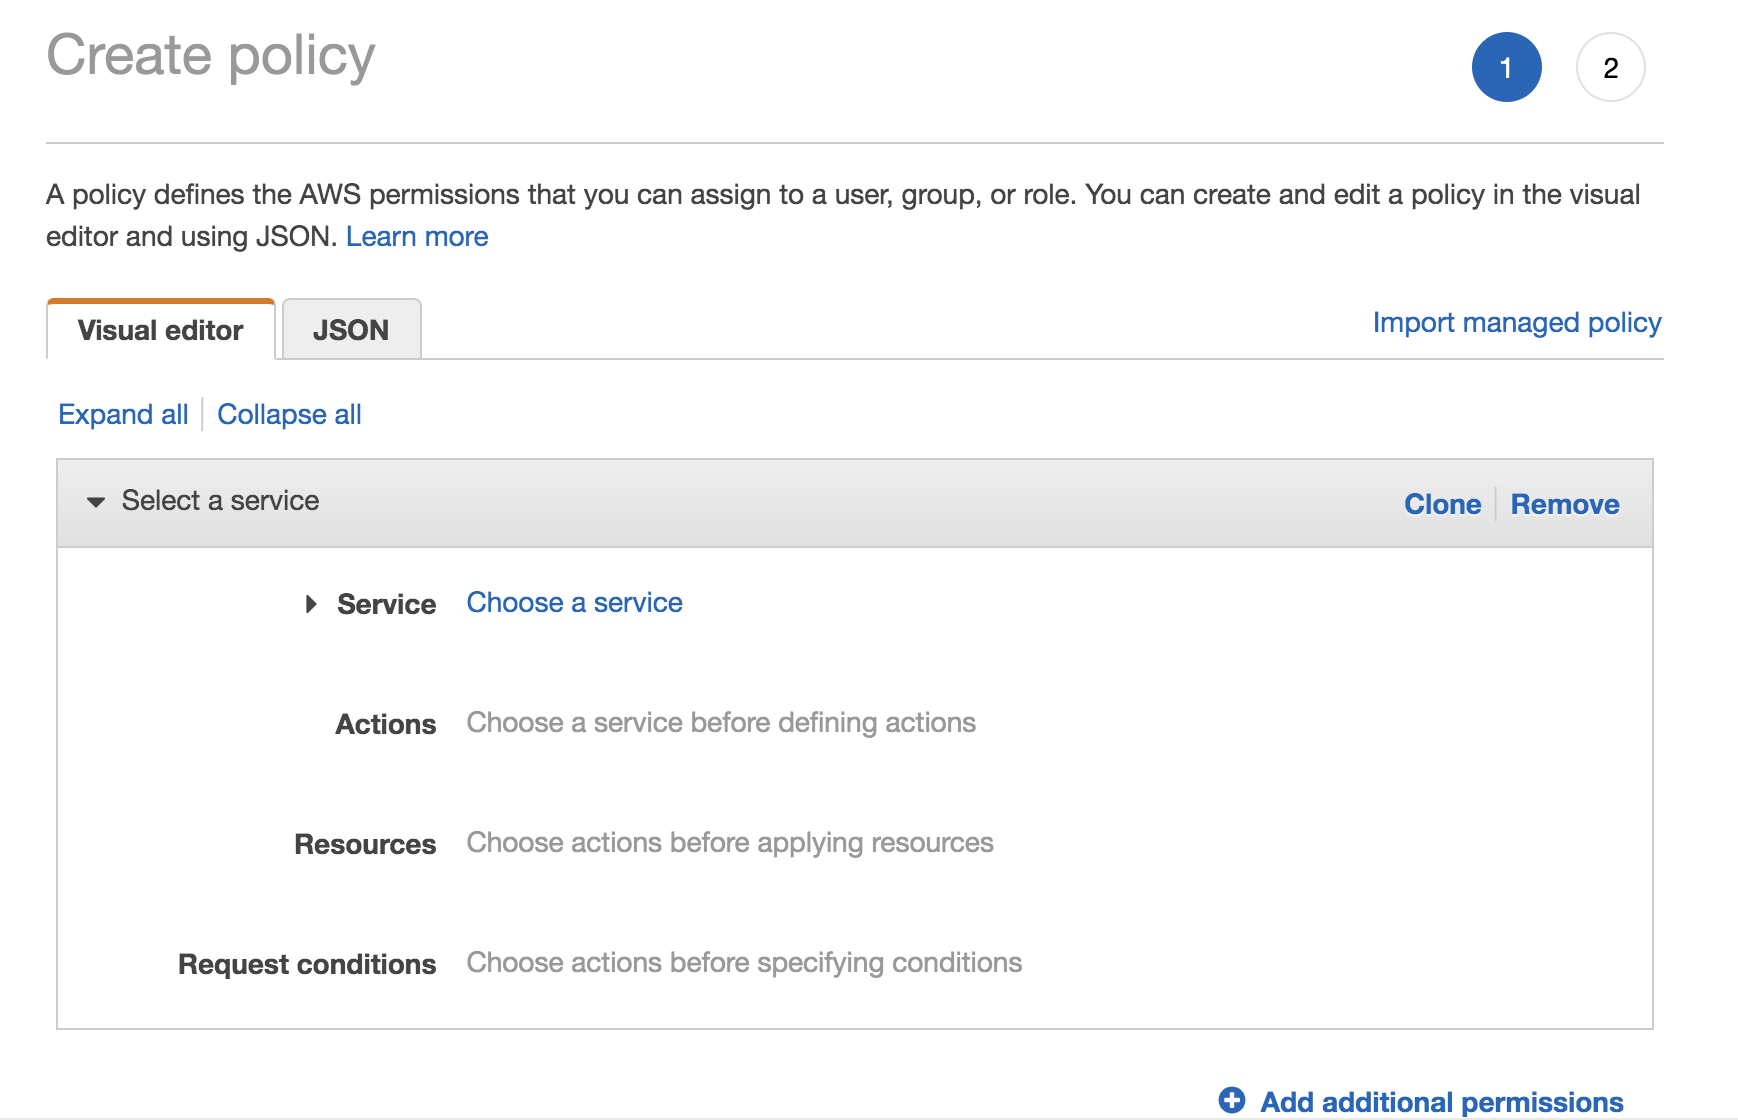 Create policy
1
2
A policy defines the AWS permissions that you can assign to a user, group, or role. You can create and edit a policy in the visual
editor and using JSON. Learn more
Visual editor
JSON
Import managed policy
Expand all
Collapse all
Select a service
Clone
Remove
Service
Choose a service
Actions
Choose a service before defining actions
Resources
Choose actions before applying resources
Request conditions
Choose actions before specifying conditions
Add additional permissions